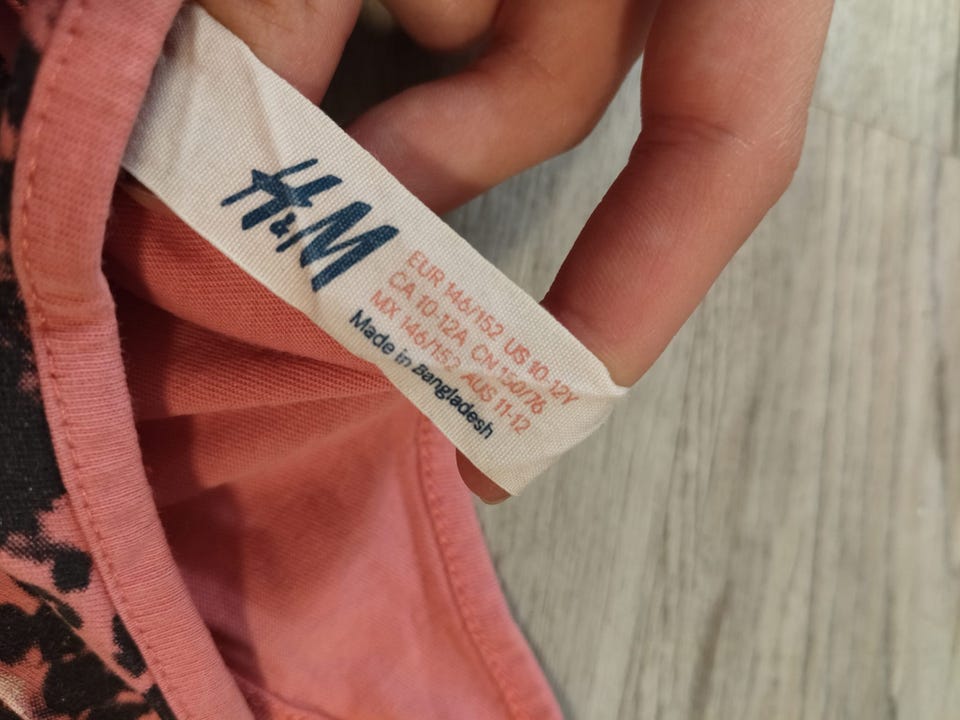 H&M
EUR 146/152 US 10-12Y
CA 10-12A CN 150/76
MX 146/152 AUS 11-12
Made in Bangladesh